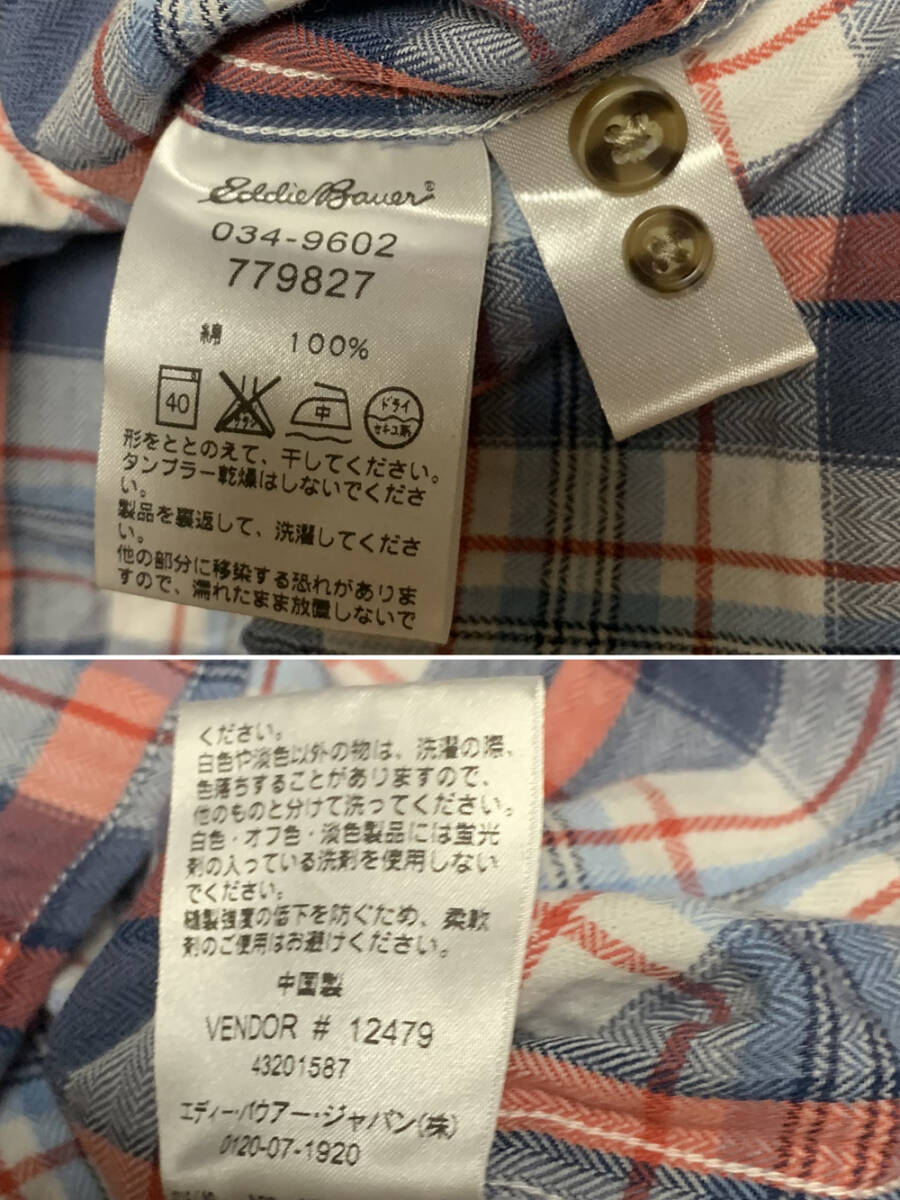 Eddie Bauer®
034-9602
779827
綿 100%
40
中
ドライ
セキユ系
形をととのえて、干してください。
タンブラー乾燥はしないでくださ
い。
製品を裏返して、洗濯してくださ
い。
他の部分に移染する恐れがありま
すので、濡れたまま放置しないで
ください。
白色や淡色以外の物は、洗濯の際、
色落ちすることがありますので、
他のものと分けて洗ってください。
白色・オフ色・淡色製品には蛍光
剤の入っている洗剤を使用しない
でください。
縫製強度の低下を防ぐため、柔軟
剤のご使用はお避けください。
中国製
VENDOR # 12479
43201587
エディー・バウアー・ジャパン(株)
0120-07-1920